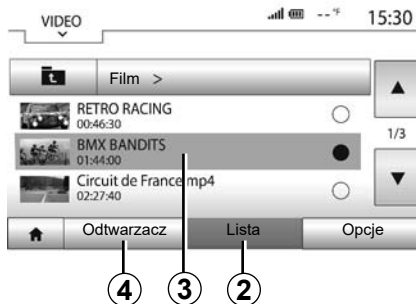 VIDEO
--°F
15:30
Film >
RETRO RACING
00:46:30
BMX BANDITS
01:44:00
1/3
Circuit de France mp4
02:27:40
Odtwarzacz
Lista
Opcje
4
3
2